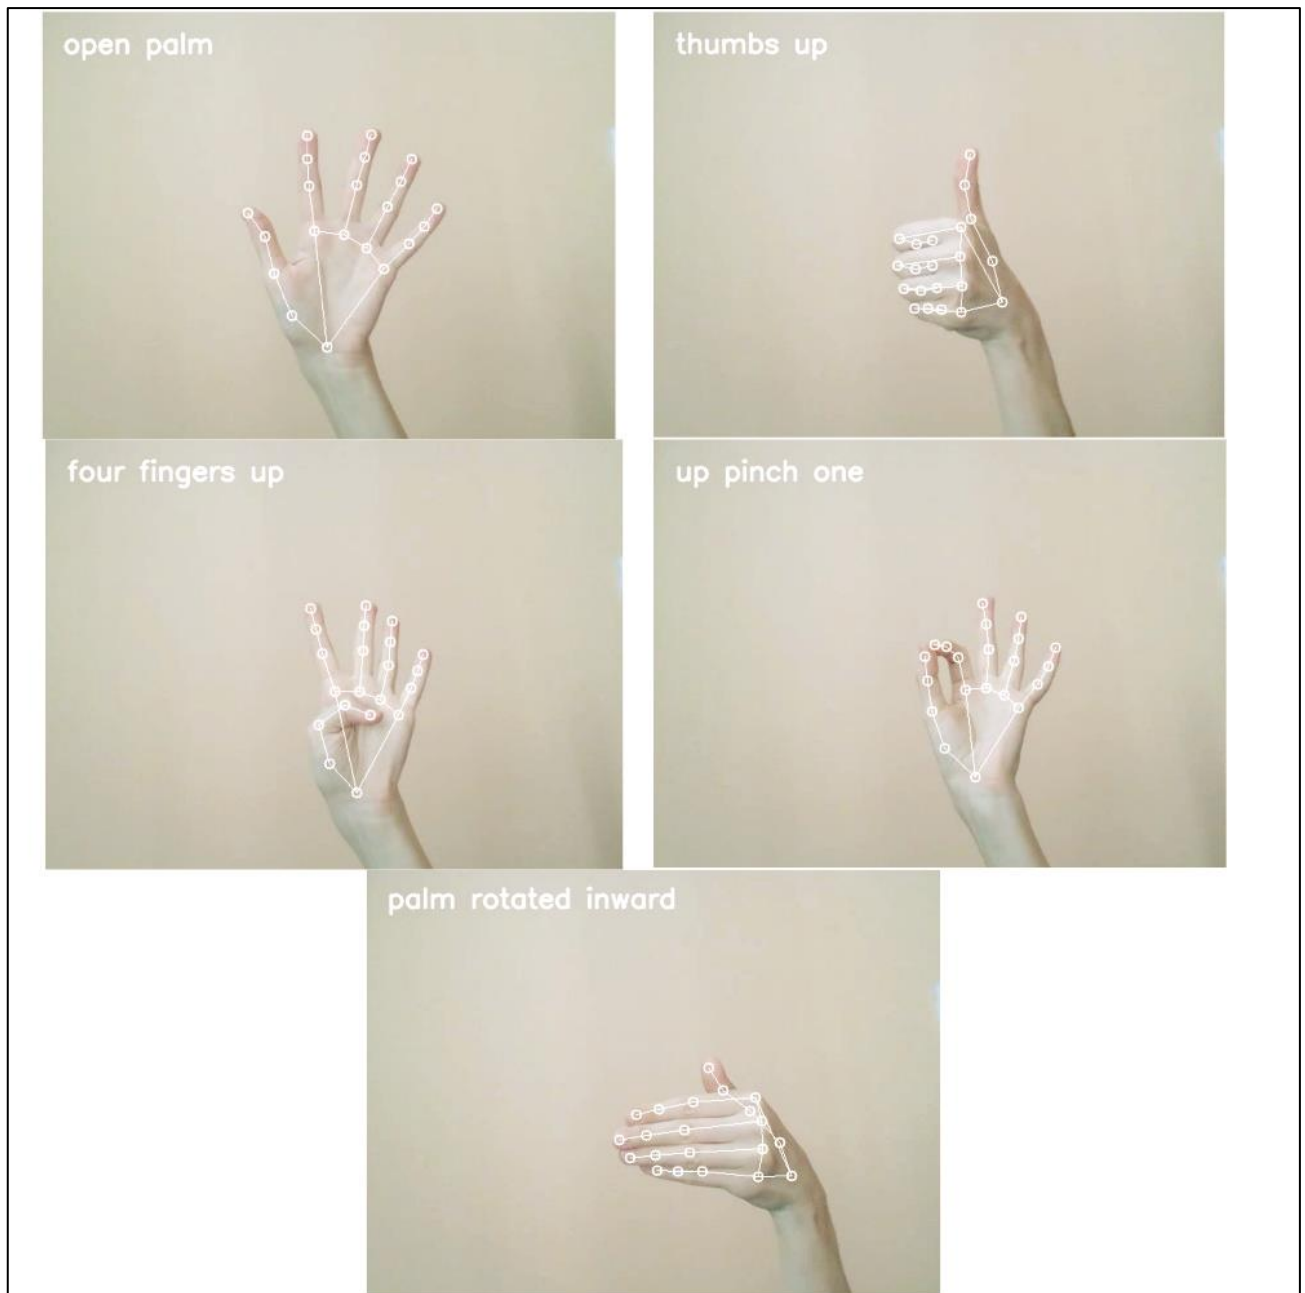 open palm
thumbs up
four fingers up
up pinch one
palm rotated inward